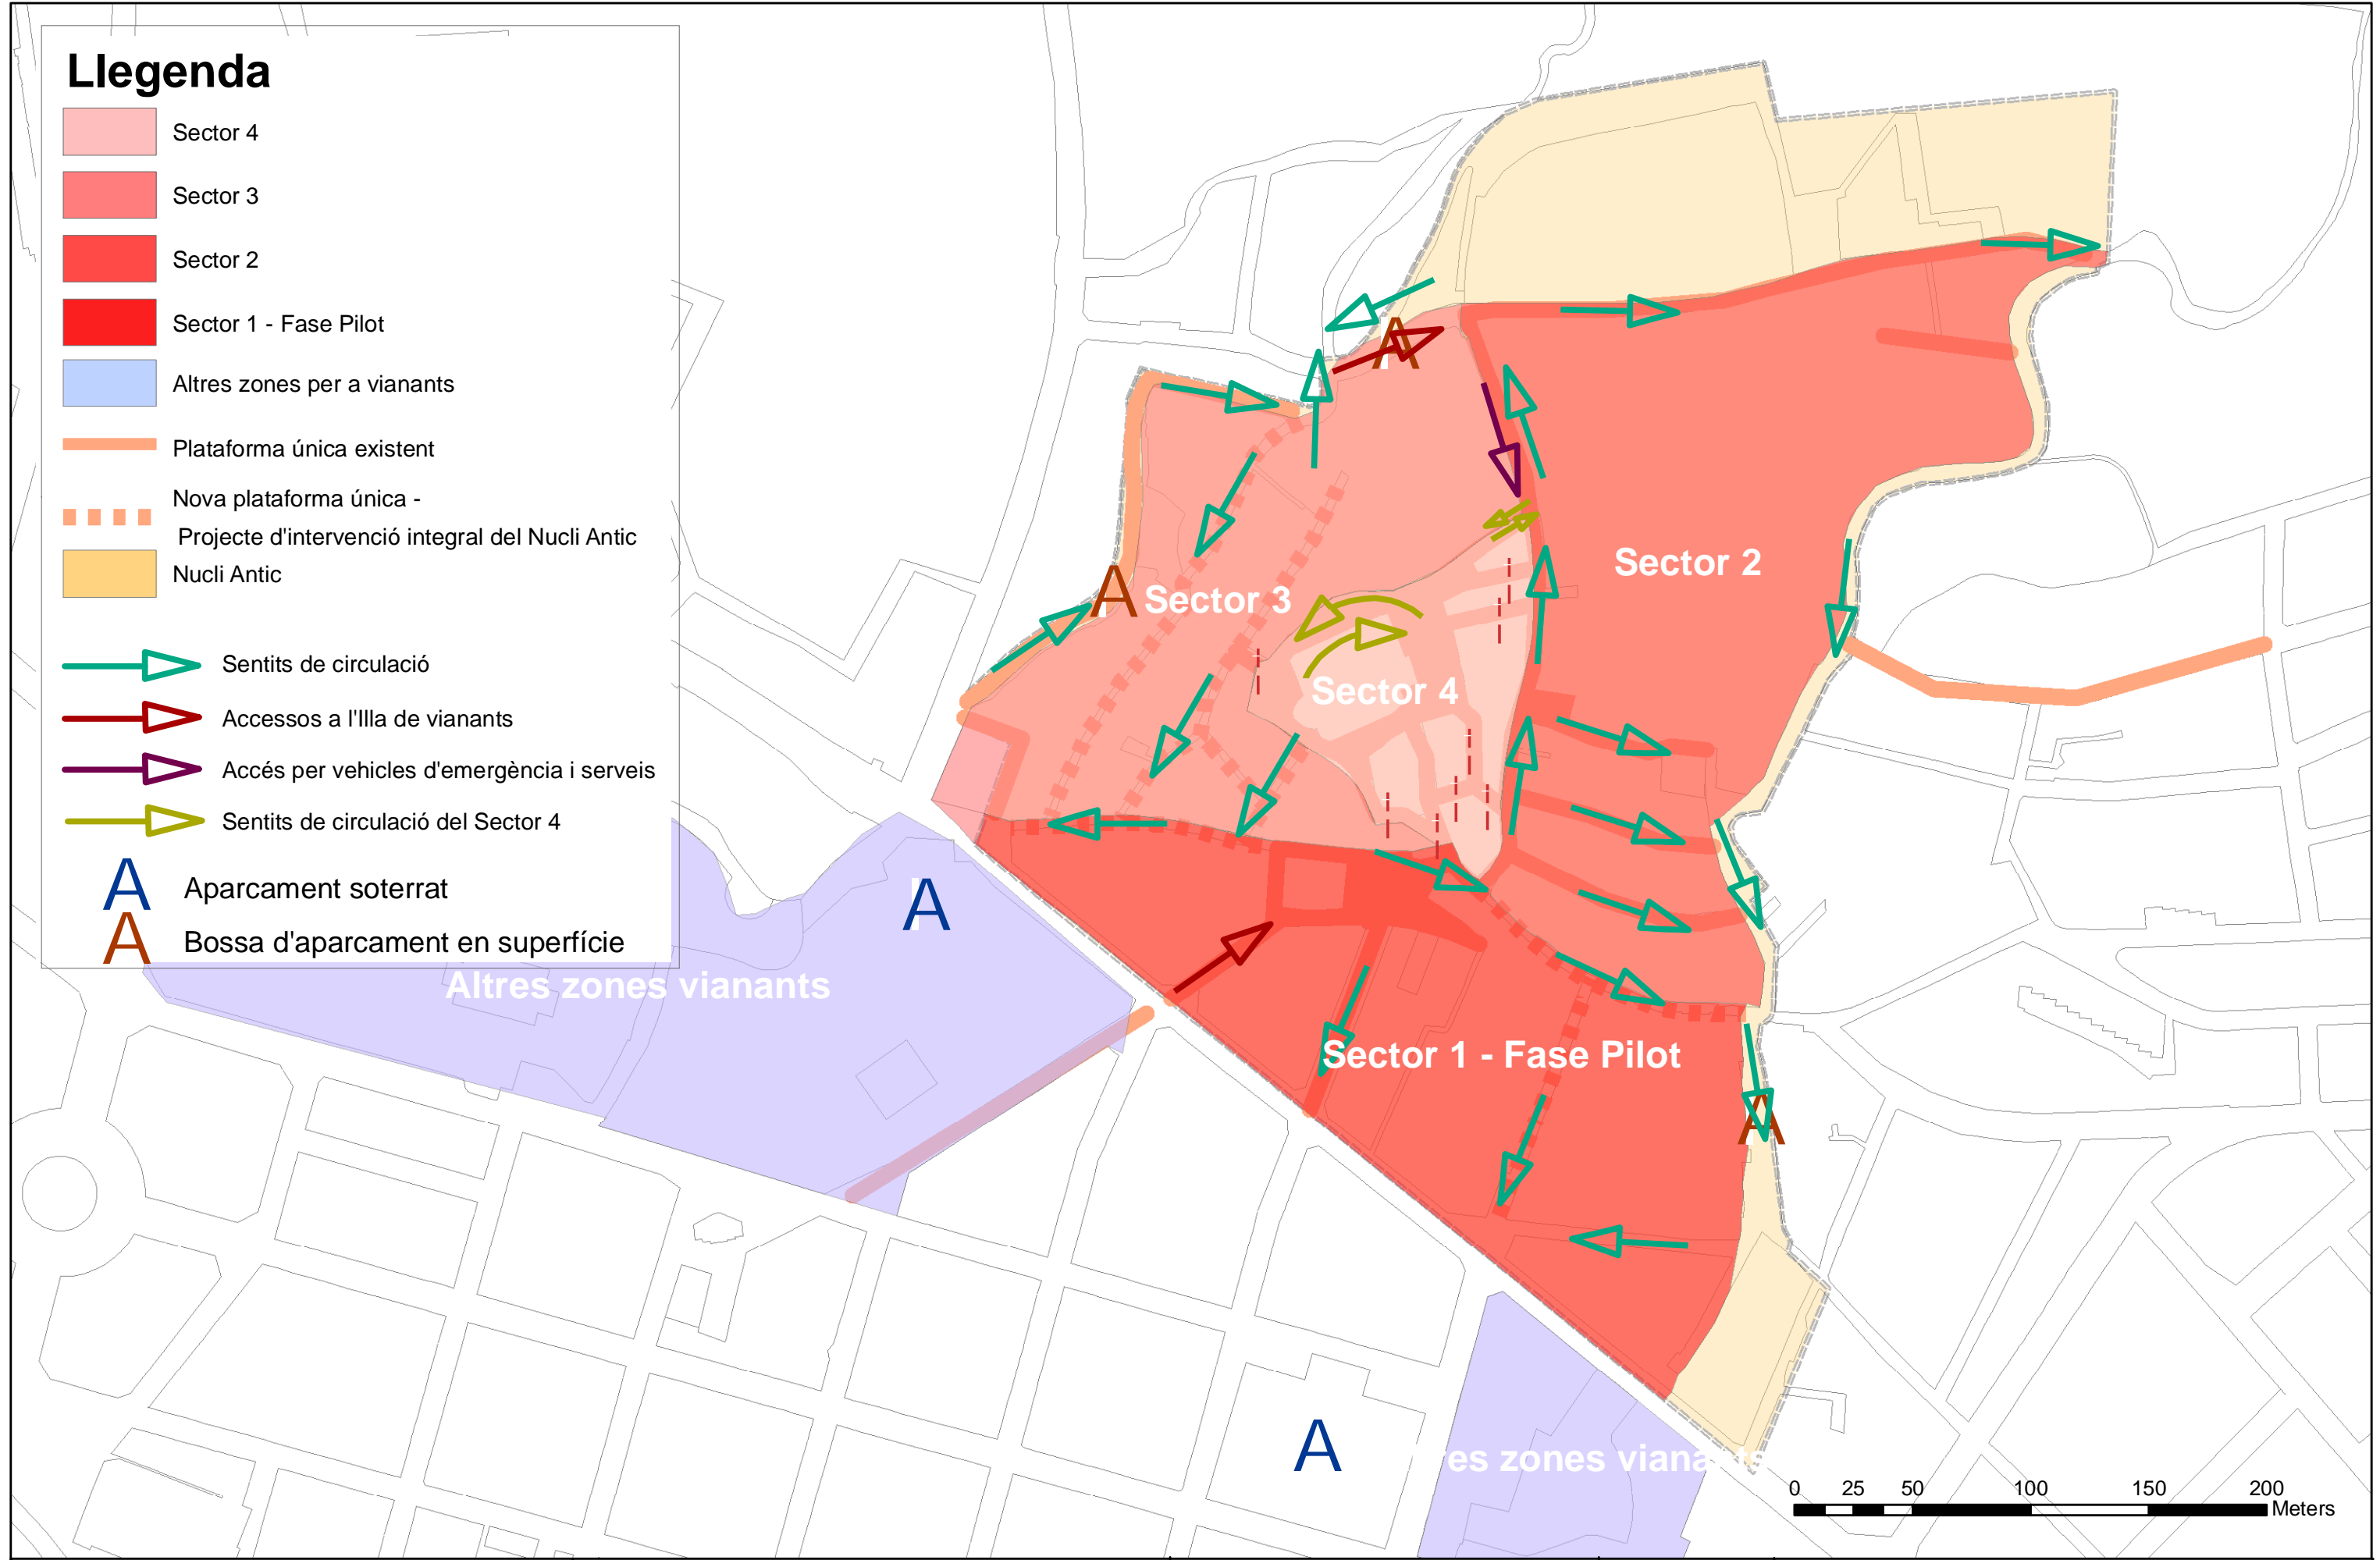 Llegenda
Sector 4
Sector 3
Sector 2
Sector 1 - Fase Pilot
Altres zones per a vianants
Plataforma única existent
Nova plataforma única -
Projecte d'intervenció integral del Nucli Antic
Nucli Antic
Sentits de circulació
Accessos a l'Illa de vianants
Accés per vehicles d'emergència i serveis
Sentits de circulació del Sector 4
A Aparcament soterrat
A Bossa d'aparcament en superfície
A
Sector 2
A Sector 3
Sector 4
A
Altres zones vianants
Sector 1 - Fase Pilot
A
A
es zones vianants
0 25 50 100 150 200
Meters